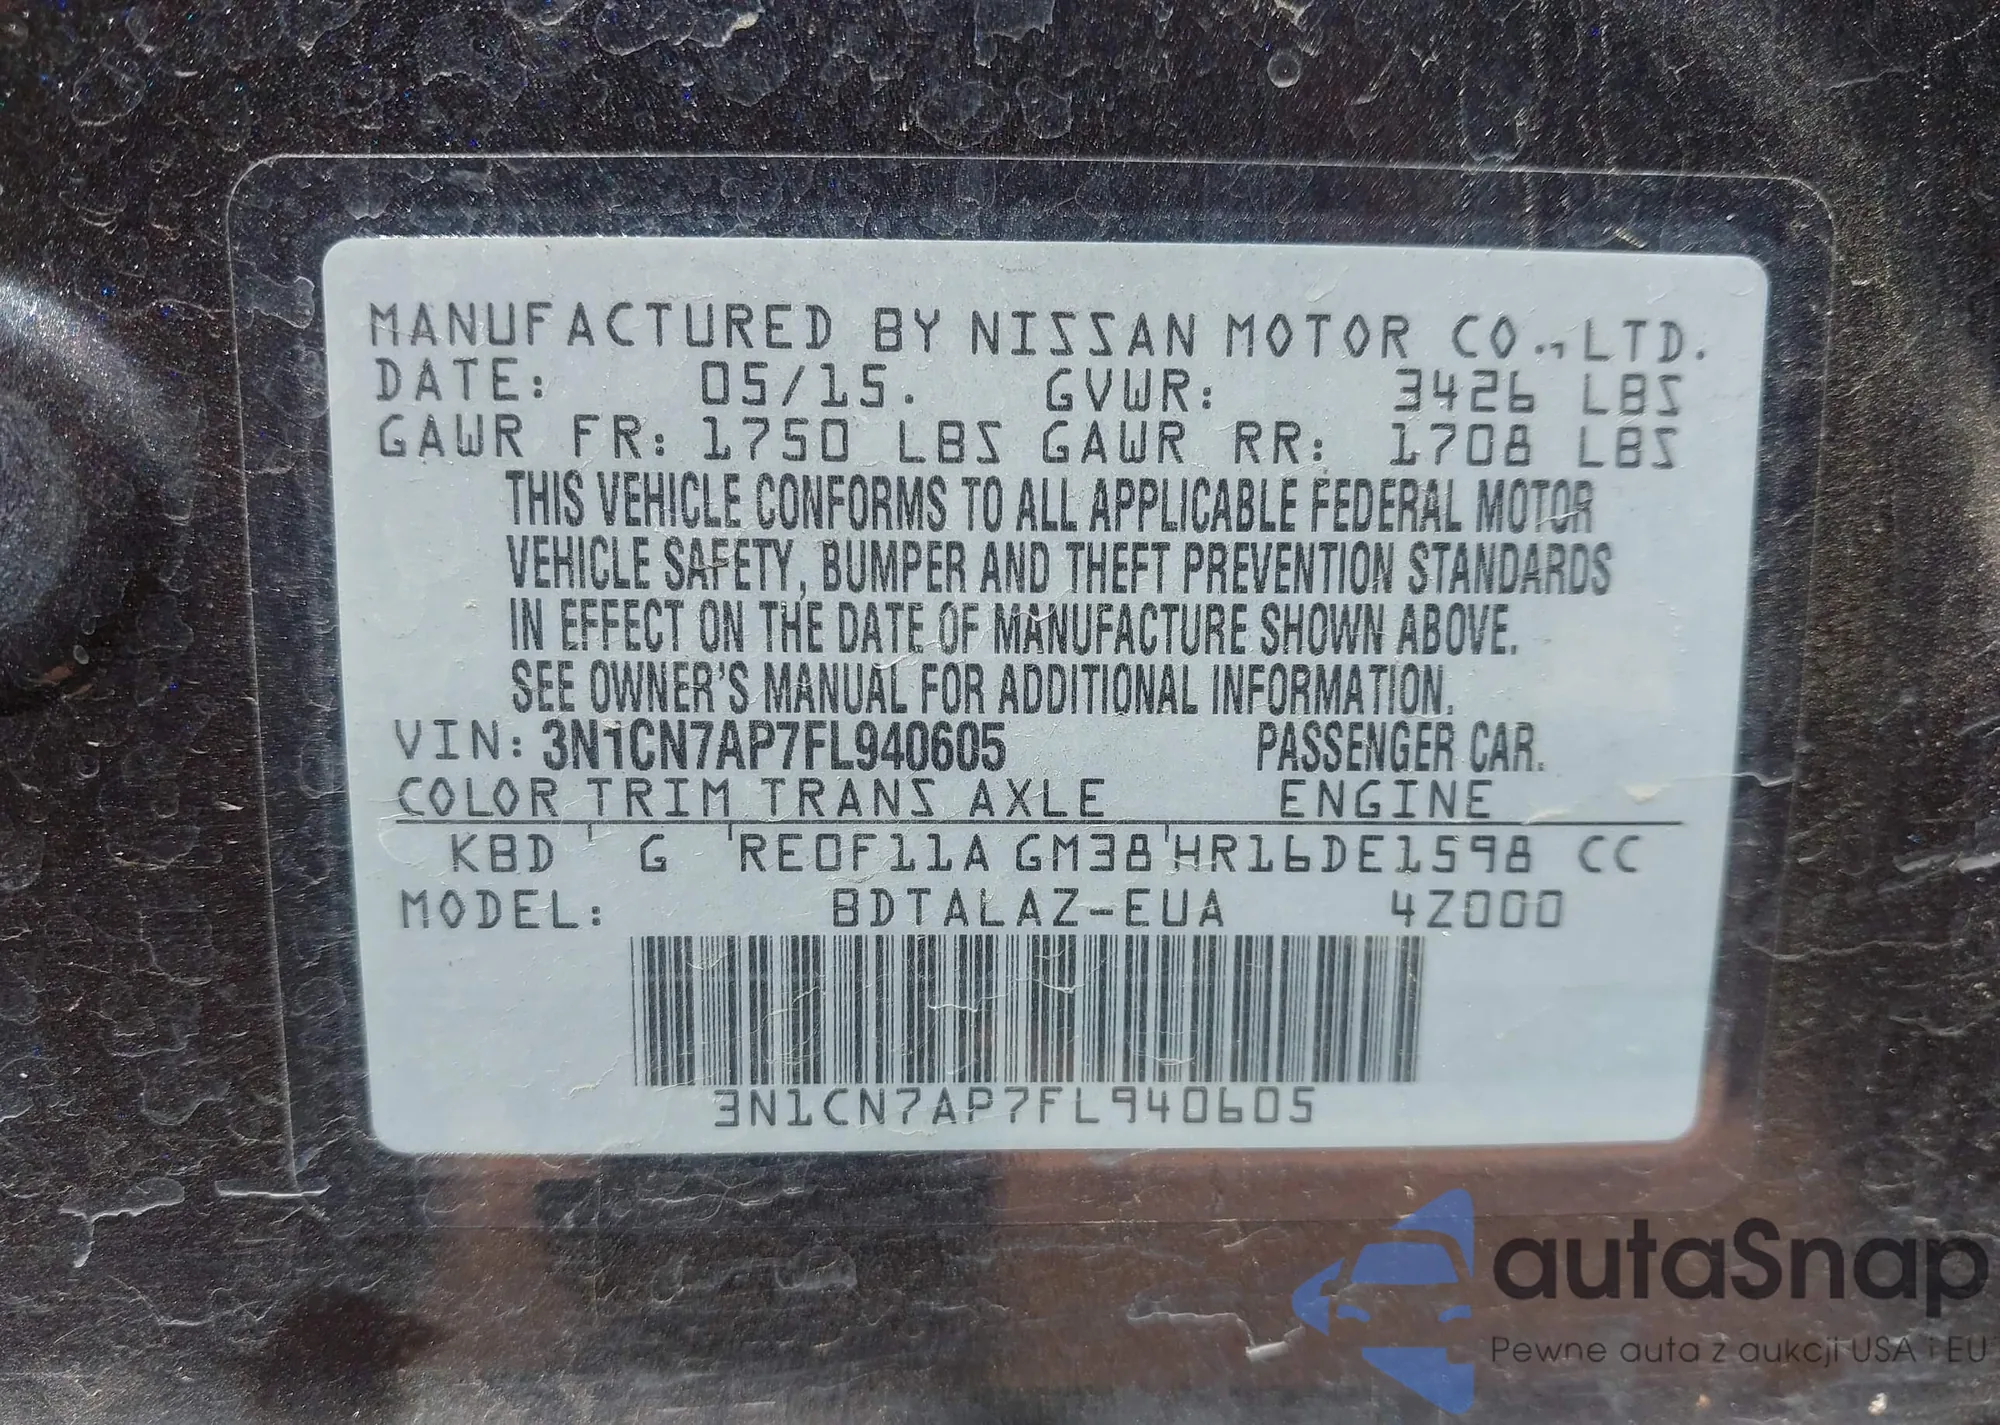 MANUFACTURED BY NISSAN MOTOR CO.,LTD.
DATE: 05/15. GVWR: 3426 LBS
GAWR FR: 1750 LBS GAWR RR: 1708 LBS
THIS VEHICLE CONFORMS TO ALL APPLICABLE FEDERAL MOTOR
VEHICLE SAFETY, BUMPER AND THEFT PREVENTION STANDARDS
IN EFFECT ON THE DATE OF MANUFACTURE SHOWN ABOVE.
SEE OWNER'S MANUAL FOR ADDITIONAL INFORMATION.
VIN: 3N1CN7AP7FL940605 PASSENGER CAR.
COLOR TRIM TRANS AXLE ENGINE
KBD G RE0F11A GM38 HR16DE1598 CC
MODEL: BDTALAZ-EUA 4Z000
3N1CN7AP7FL940605
autaSnap
Pewne auta z aukcji USA i EU